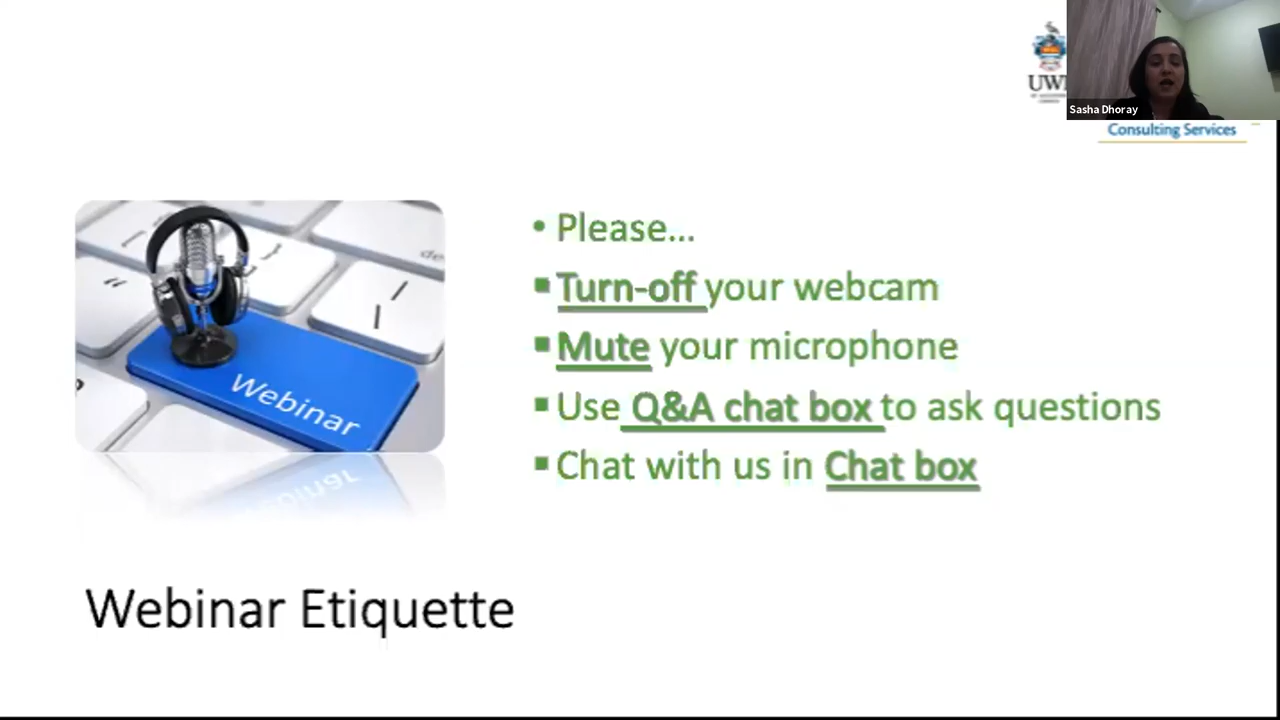 UW
Sasha Dhoray
Consulting Services
• Please...
▪ Turn-off your webcam
▪ Mute your microphone
▪ Use Q&A chat box to ask questions
▪ Chat with us in Chat box
Webinar
Webinar Etiquette